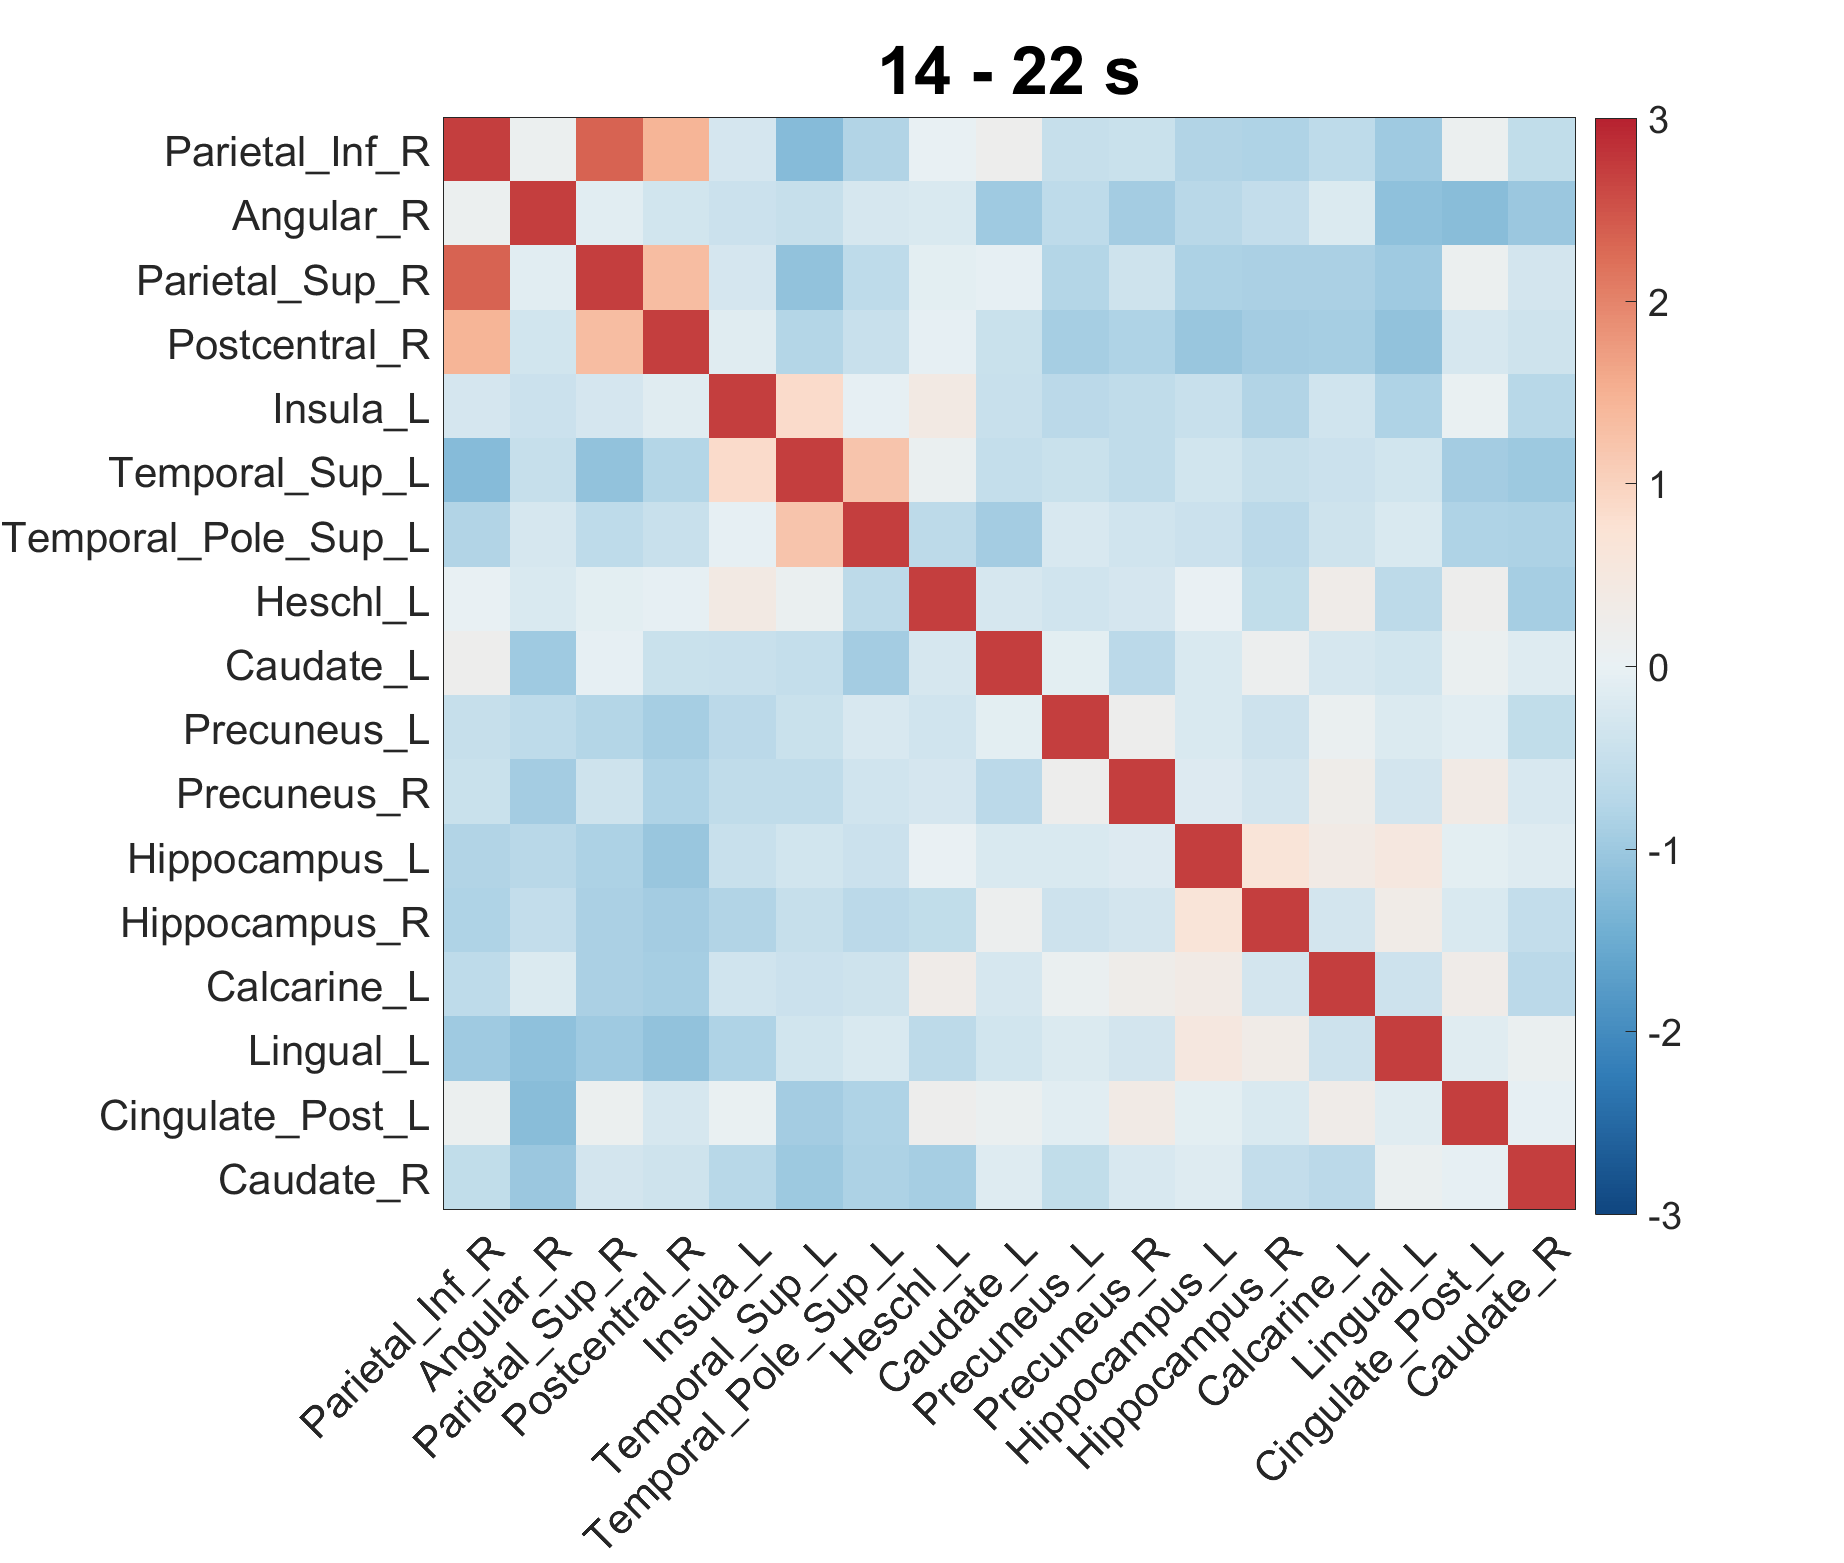 14 - 22 s
Parietal_Inf_R
Angular_R
Parietal_Sup_R
Postcentral_R
Insula_L
Temporal_Sup_L
Temporal_Pole_Sup_L
Heschl_L
Caudate_L
Precuneus_L
Precuneus_R
Hippocampus_L
Hippocampus_R
Calcarine_L
Lingual_L
Cingulate_Post_L
Caudate_R
3
2
1
0
-1
-2
-3
Parietal_Inf_R
Angular_R
Parietal_Sup_R
Postcentral_R
Insula_L
Temporal_Sup_L
Temporal_Pole_Sup_L
Heschl_L
Caudate_L
Precuneus_L
Precuneus_R
Hippocampus_L
Hippocampus_R
Calcarine_L
Lingual_L
Cingulate_Post_L
Caudate_R